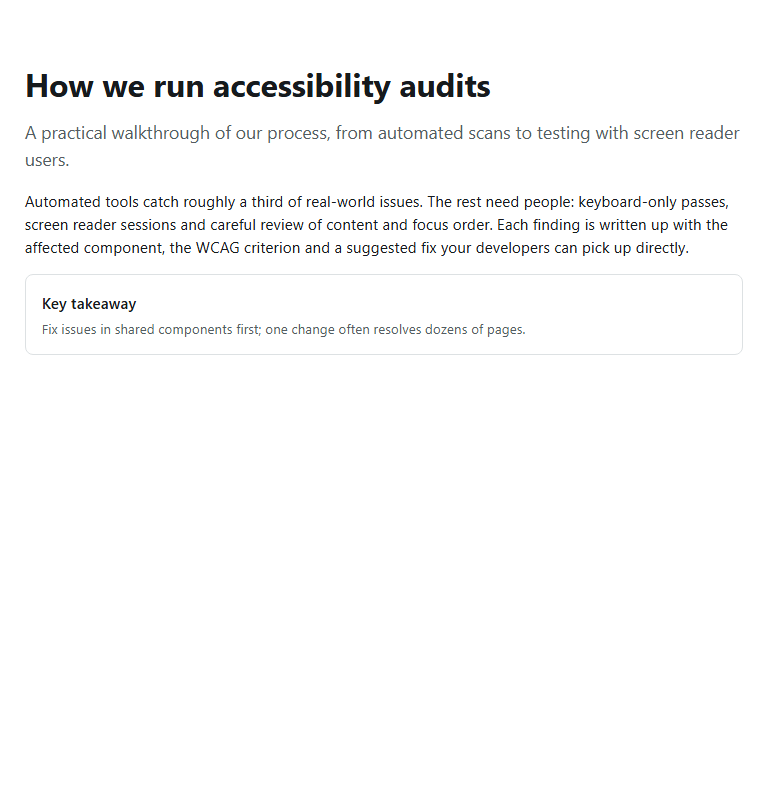 How we run accessibility audits
A practical walkthrough of our process, from automated scans to testing with screen reader
users.
Automated tools catch roughly a third of real-world issues. The rest need people: keyboard-only passes,
screen reader sessions and careful review of content and focus order. Each finding is written up with the
affected component, the WCAG criterion and a suggested fix your developers can pick up directly.
Key takeaway
Fix issues in shared components first; one change often resolves dozens of pages.